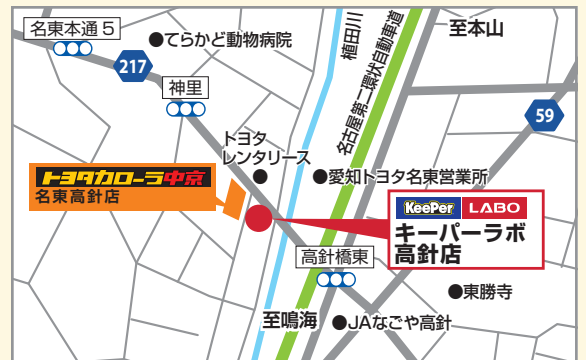 名東本通5
てらかど動物病院
217
神里
植田川
名古屋第二環状自動車道
至本山
59
トヨタ
レンタリース
愛知トヨタ名東営業所
トヨタカローラ中京
名東高針店
KeePer LABO
キーパーラボ
高針店
高針橋東
東勝寺
至鳴海
JAなごや高針